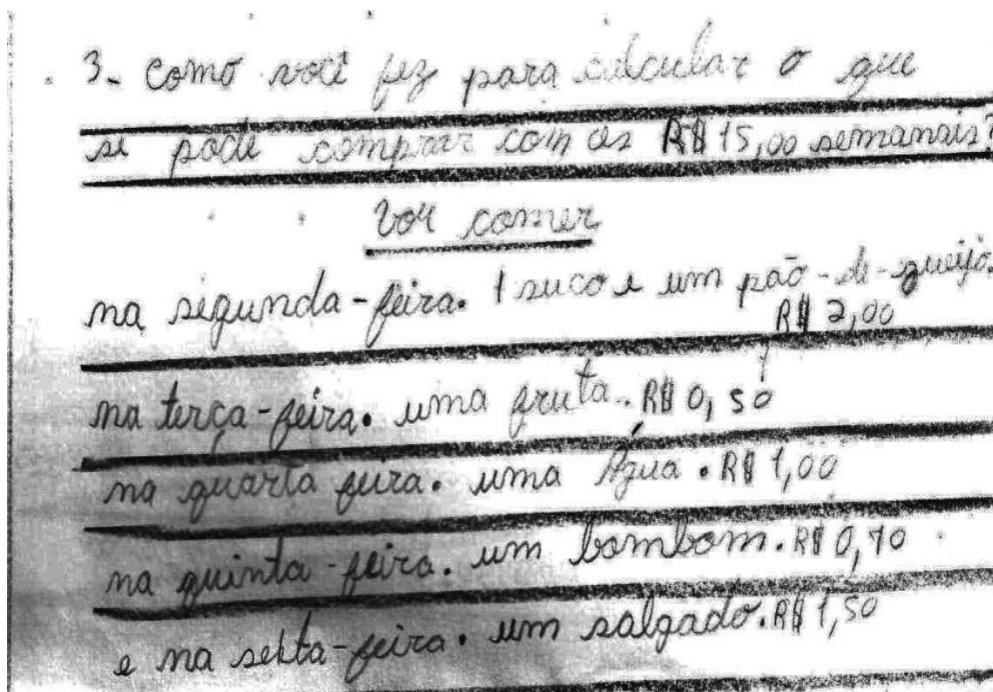 3- Como você fez para calcular o que
se pode comprar com os R$ 15,00 semanais?
Vou comer
na segunda-feira. 1 suco e um pão-de-queijo.
R$ 2,00
na terça-feira. uma fruta. R$ 0,50
na quarta feira. uma Água. R$ 1,00
na quinta-feira. um bombom. R$ 0,70
e na sexta-feira. um salgado. R$ 1,50